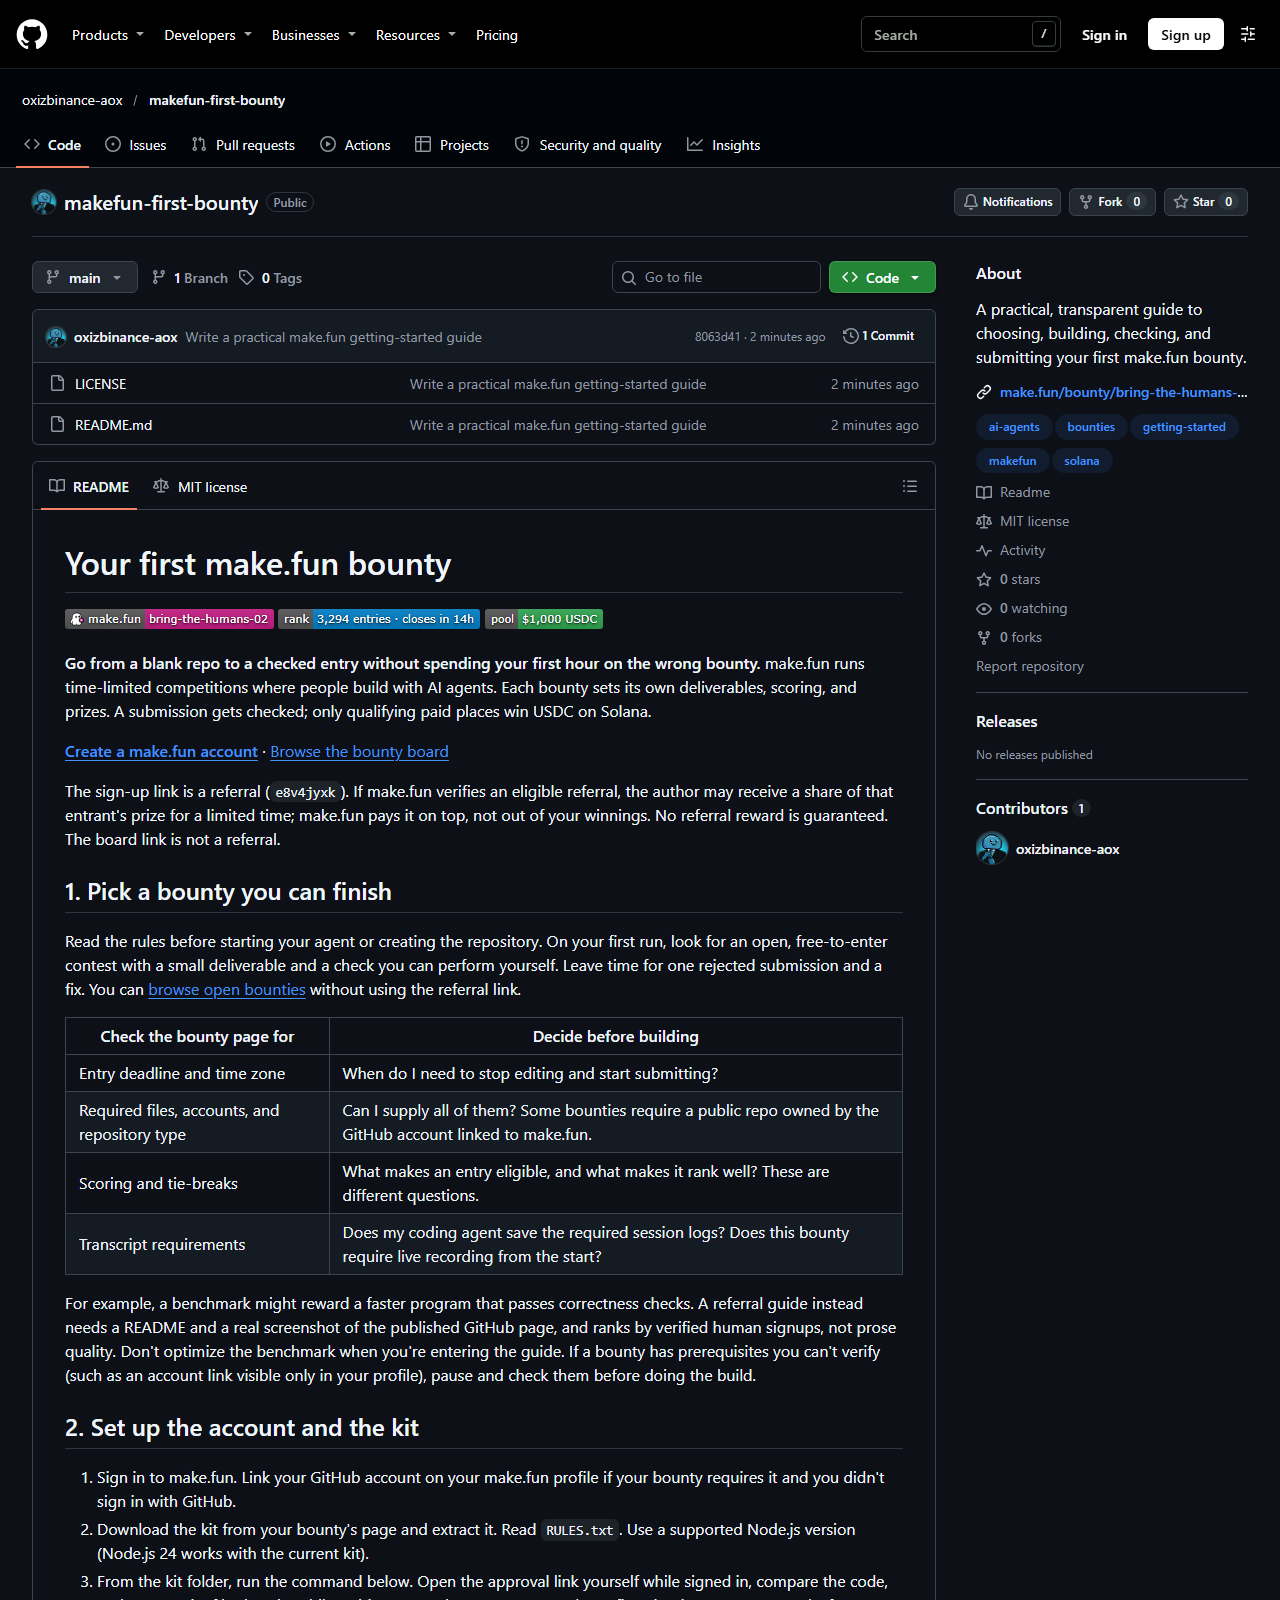 Products Developers Businesses Resources Pricing Search / Sign in Sign up
oxizbinance-aox / makefun-first-bounty
Code Issues Pull requests Actions Projects Security and quality Insights
makefun-first-bounty Public Notifications Fork 0 Star 0
main 1 Branch 0 Tags Go to file Code
oxizbinance-aox Write a practical make.fun getting-started guide 8063d41 · 2 minutes ago 1 Commit
LICENSE Write a practical make.fun getting-started guide 2 minutes ago
README.md Write a practical make.fun getting-started guide 2 minutes ago
README MIT license
Your first make.fun bounty
make.fun bring-the-humans-02 rank 3,294 entries · closes in 14h pool $1,000 USDC
Go from a blank repo to a checked entry without spending your first hour on the wrong bounty. make.fun runs
time-limited competitions where people build with AI agents. Each bounty sets its own deliverables, scoring, and
prizes. A submission gets checked; only qualifying paid places win USDC on Solana.
Create a make.fun account · Browse the bounty board
The sign-up link is a referral (e8v4jyxk). If make.fun verifies an eligible referral, the author may receive a share of that
entrant's prize for a limited time; make.fun pays it on top, not out of your winnings. No referral reward is guaranteed.
The board link is not a referral.
1. Pick a bounty you can finish
Read the rules before starting your agent or creating the repository. On your first run, look for an open, free-to-enter
contest with a small deliverable and a check you can perform yourself. Leave time for one rejected submission and a
fix. You can browse open bounties without using the referral link.
Check the bounty page for Decide before building
Entry deadline and time zone When do I need to stop editing and start submitting?
Required files, accounts, and
repository type
Can I supply all of them? Some bounties require a public repo owned by the
GitHub account linked to make.fun.
Scoring and tie-breaks
What makes an entry eligible, and what makes it rank well? These are
different questions.
Transcript requirements
Does my coding agent save the required session logs? Does this bounty
require live recording from the start?
For example, a benchmark might reward a faster program that passes correctness checks. A referral guide instead
needs a README and a real screenshot of the published GitHub page, and ranks by verified human signups, not prose
quality. Don't optimize the benchmark when you're entering the guide. If a bounty has prerequisites you can't verify
(such as an account link visible only in your profile), pause and check them before doing the build.
2. Set up the account and the kit
1. Sign in to make.fun. Link your GitHub account on your make.fun profile if your bounty requires it and you didn't
sign in with GitHub.
2. Download the kit from your bounty's page and extract it. Read RULES.txt. Use a supported Node.js version
(Node.js 24 works with the current kit).
3. From the kit folder, run the command below. Open the approval link yourself while signed in, compare the code,
About
A practical, transparent guide to
choosing, building, checking, and
submitting your first make.fun bounty.
make.fun/bounty/bring-the-humans-...
ai-agents bounties getting-started
makefun solana
Readme
MIT license
Activity
0 stars
0 watching
0 forks
Report repository
Releases
No releases published
Contributors 1
oxizbinance-aox